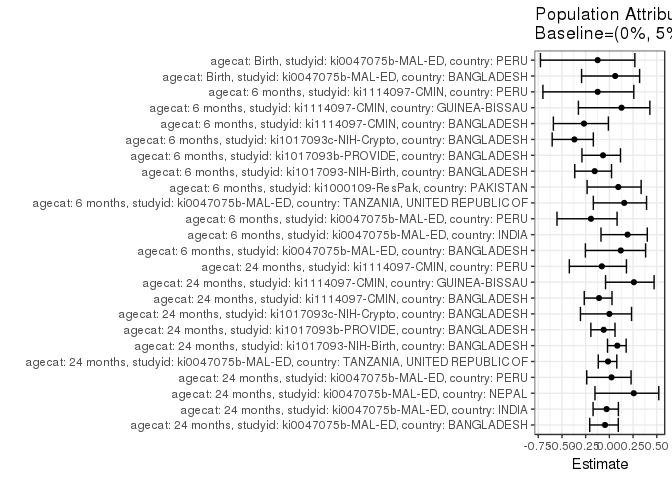 Population Attribu
Baseline=(0%, 5%
agecat: Birth, studyid: ki0047075b-MAL-ED, country: PERU
agecat: Birth, studyid: ki0047075b-MAL-ED, country: BANGLADESH
agecat: 6 months, studyid: ki1114097-CMIN, country: PERU
agecat: 6 months, studyid: ki1114097-CMIN, country: GUINEA-BISSAU
agecat: 6 months, studyid: ki1114097-CMIN, country: BANGLADESH
agecat: 6 months, studyid: ki1017093c-NIH-Crypto, country: BANGLADESH
agecat: 6 months, studyid: ki1017093b-PROVIDE, country: BANGLADESH
agecat: 6 months, studyid: ki1017093-NIH-Birth, country: BANGLADESH
agecat: 6 months, studyid: ki1000109-ResPak, country: PAKISTAN
agecat: 6 months, studyid: ki0047075b-MAL-ED, country: TANZANIA, UNITED REPUBLIC OF
agecat: 6 months, studyid: ki0047075b-MAL-ED, country: PERU
agecat: 6 months, studyid: ki0047075b-MAL-ED, country: INDIA
agecat: 6 months, studyid: ki0047075b-MAL-ED, country: BANGLADESH
agecat: 24 months, studyid: ki1114097-CMIN, country: PERU
agecat: 24 months, studyid: ki1114097-CMIN, country: GUINEA-BISSAU
agecat: 24 months, studyid: ki1114097-CMIN, country: BANGLADESH
agecat: 24 months, studyid: ki1017093c-NIH-Crypto, country: BANGLADESH
agecat: 24 months, studyid: ki1017093b-PROVIDE, country: BANGLADESH
agecat: 24 months, studyid: ki1017093-NIH-Birth, country: BANGLADESH
agecat: 24 months, studyid: ki0047075b-MAL-ED, country: TANZANIA, UNITED REPUBLIC OF
agecat: 24 months, studyid: ki0047075b-MAL-ED, country: PERU
agecat: 24 months, studyid: ki0047075b-MAL-ED, country: NEPAL
agecat: 24 months, studyid: ki0047075b-MAL-ED, country: INDIA
agecat: 24 months, studyid: ki0047075b-MAL-ED, country: BANGLADESH
-0.75-0.50-0.250.000.250.50
Estimate